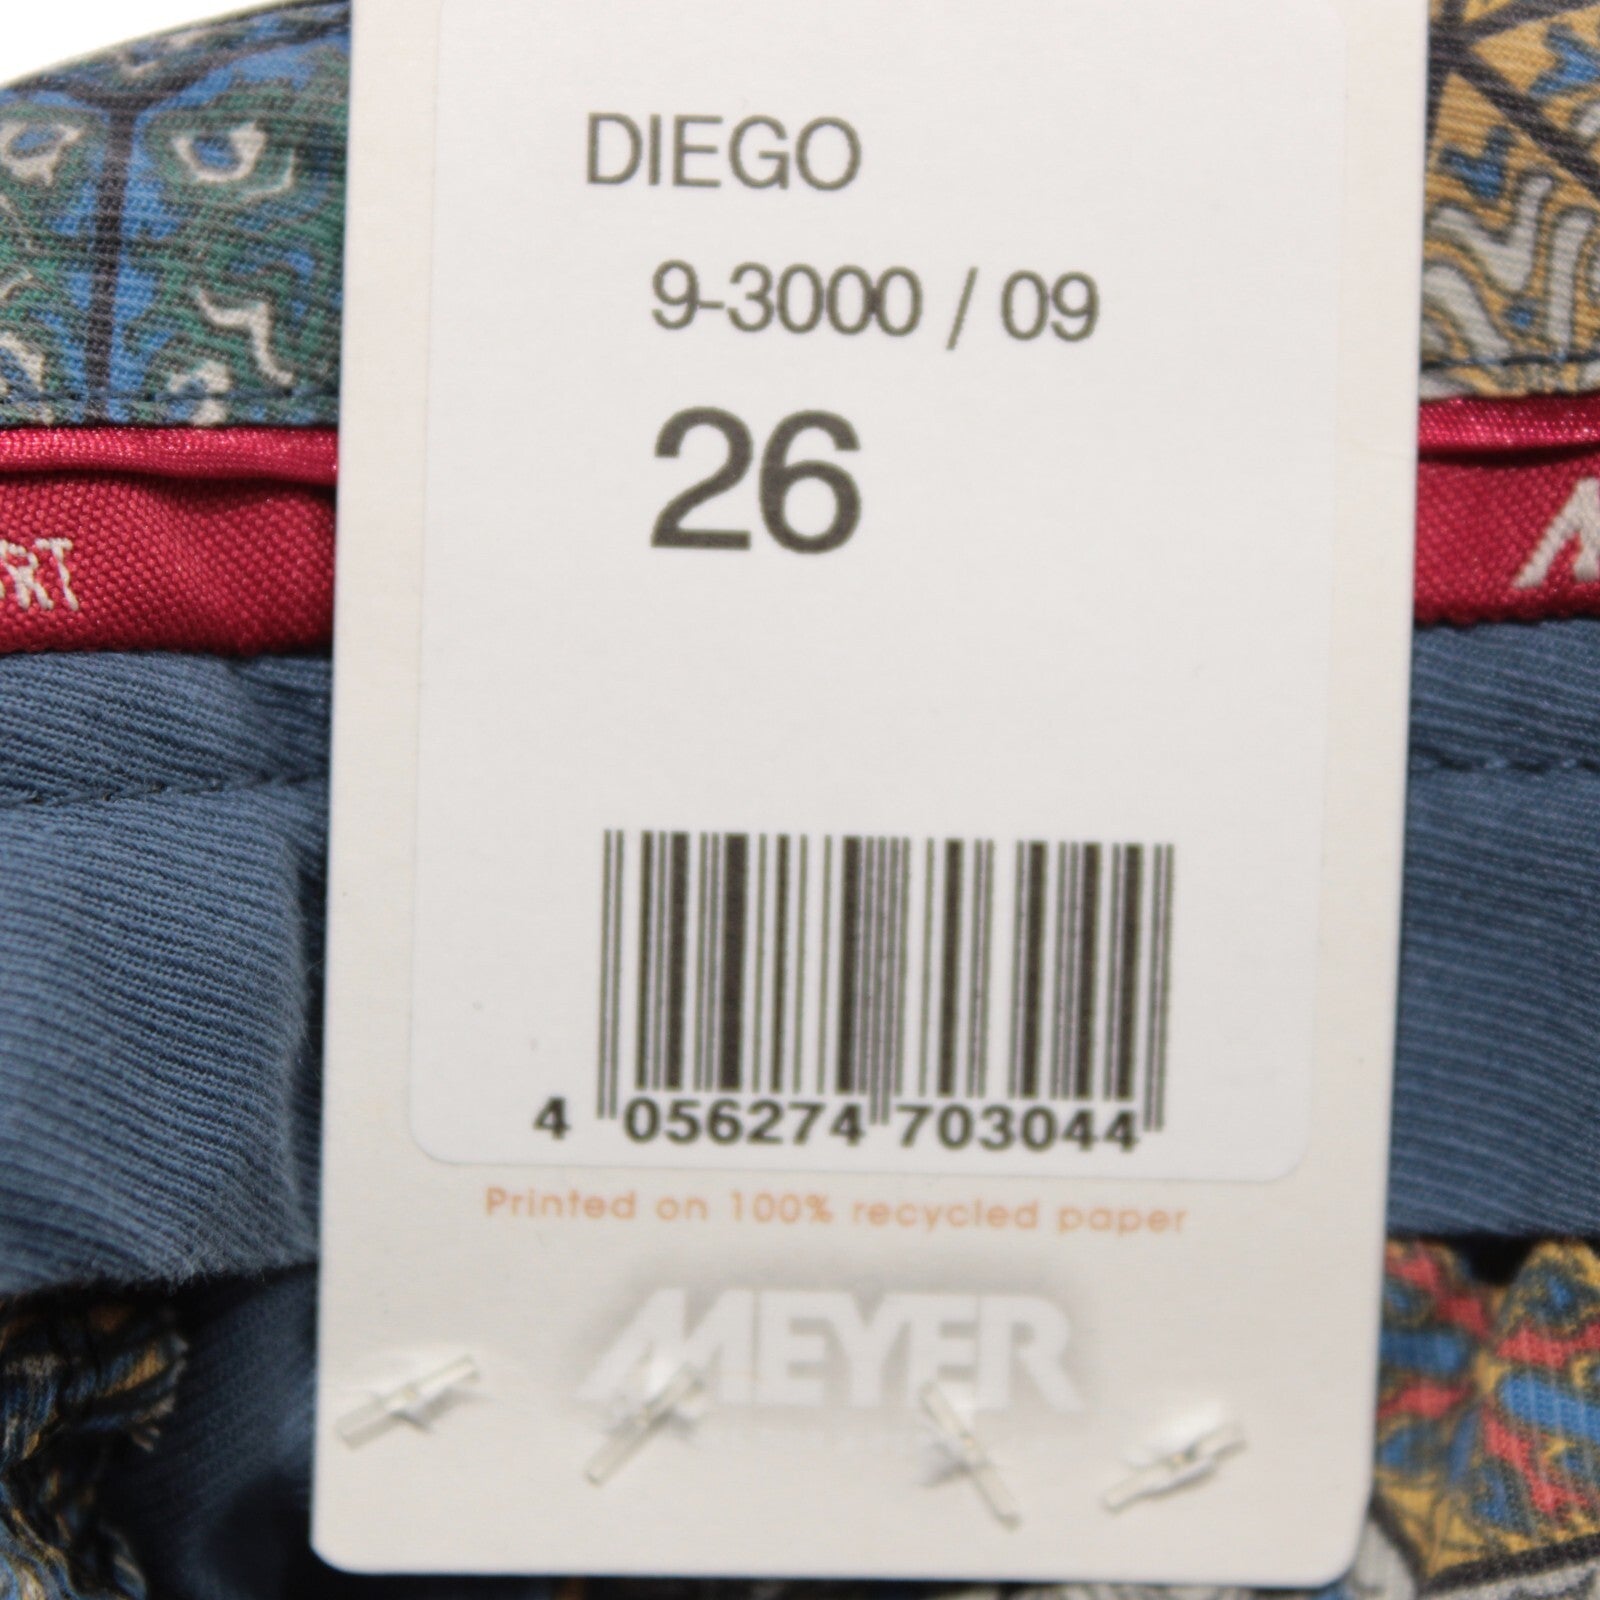 DIEGO
9-3000 / 09
26
4 056274 703044
Printed on 100% recycled paper
MEYER